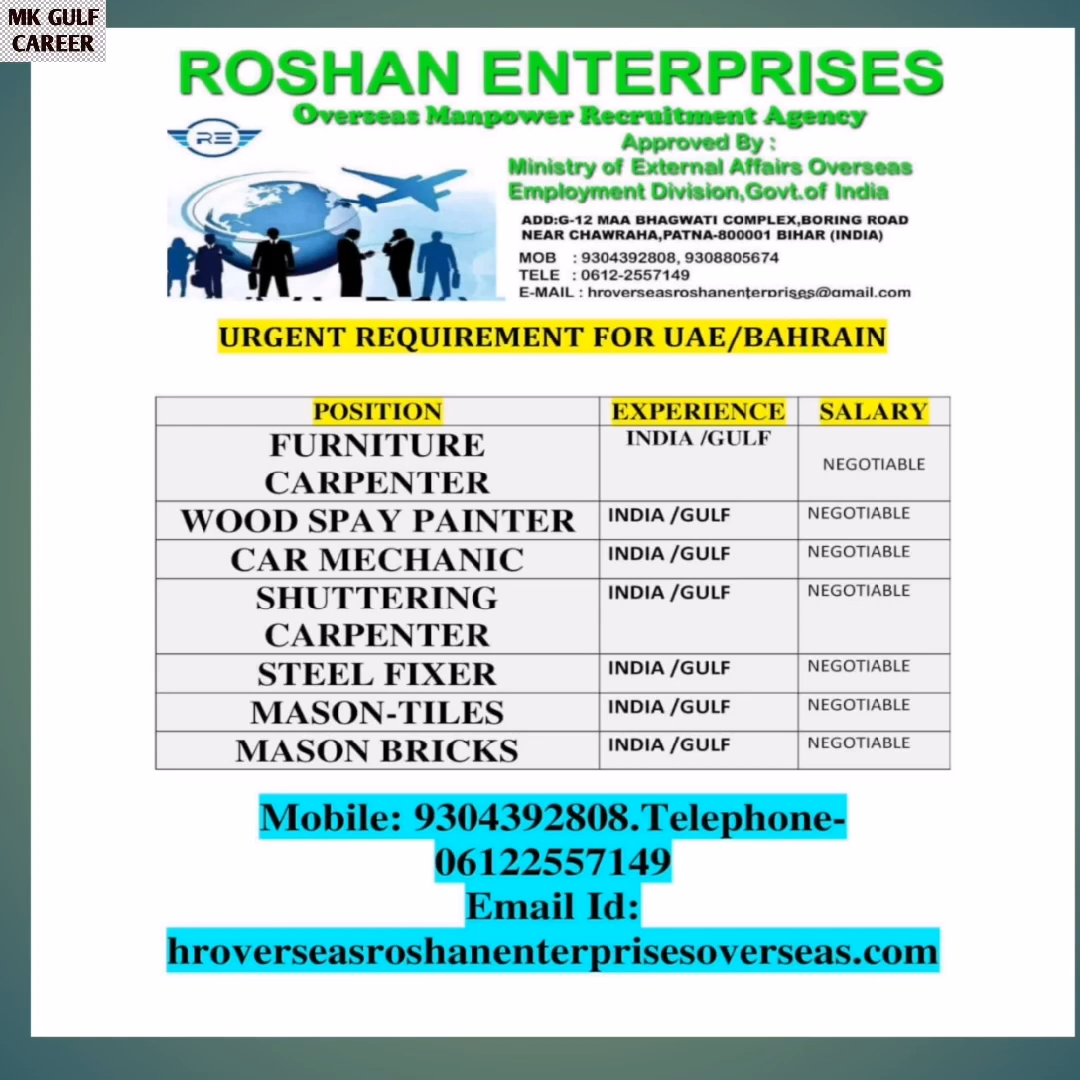 MK GULF
CAREER
ROSHAN ENTERPRISES
Overseas Manpower Recruitment Agency
RE
Approved By :
Ministry of External Affairs Overseas
Employment Division,Govt.of India
ADD:G-12 MAA BHAGWATI COMPLEX,BORING ROAD
NEAR CHAWRAHA,PATNA-800001 BIHAR (INDIA)
MOB : 9304392808, 9308805674
TELE : 0612-2557149
E-MAIL : hroverseasroshanenterprises@gmail.com
URGENT REQUIREMENT FOR UAE/BAHRAIN
POSITION EXPERIENCE SALARY
FURNITURE CARPENTER INDIA /GULF NEGOTIABLE
WOOD SPAY PAINTER INDIA /GULF NEGOTIABLE
CAR MECHANIC INDIA /GULF NEGOTIABLE
SHUTTERING CARPENTER INDIA /GULF NEGOTIABLE
STEEL FIXER INDIA /GULF NEGOTIABLE
MASON-TILES INDIA /GULF NEGOTIABLE
MASON BRICKS INDIA /GULF NEGOTIABLE
Mobile: 9304392808.Telephone-
06122557149
Email Id:
hroverseasroshanenterprisesoverseas.com